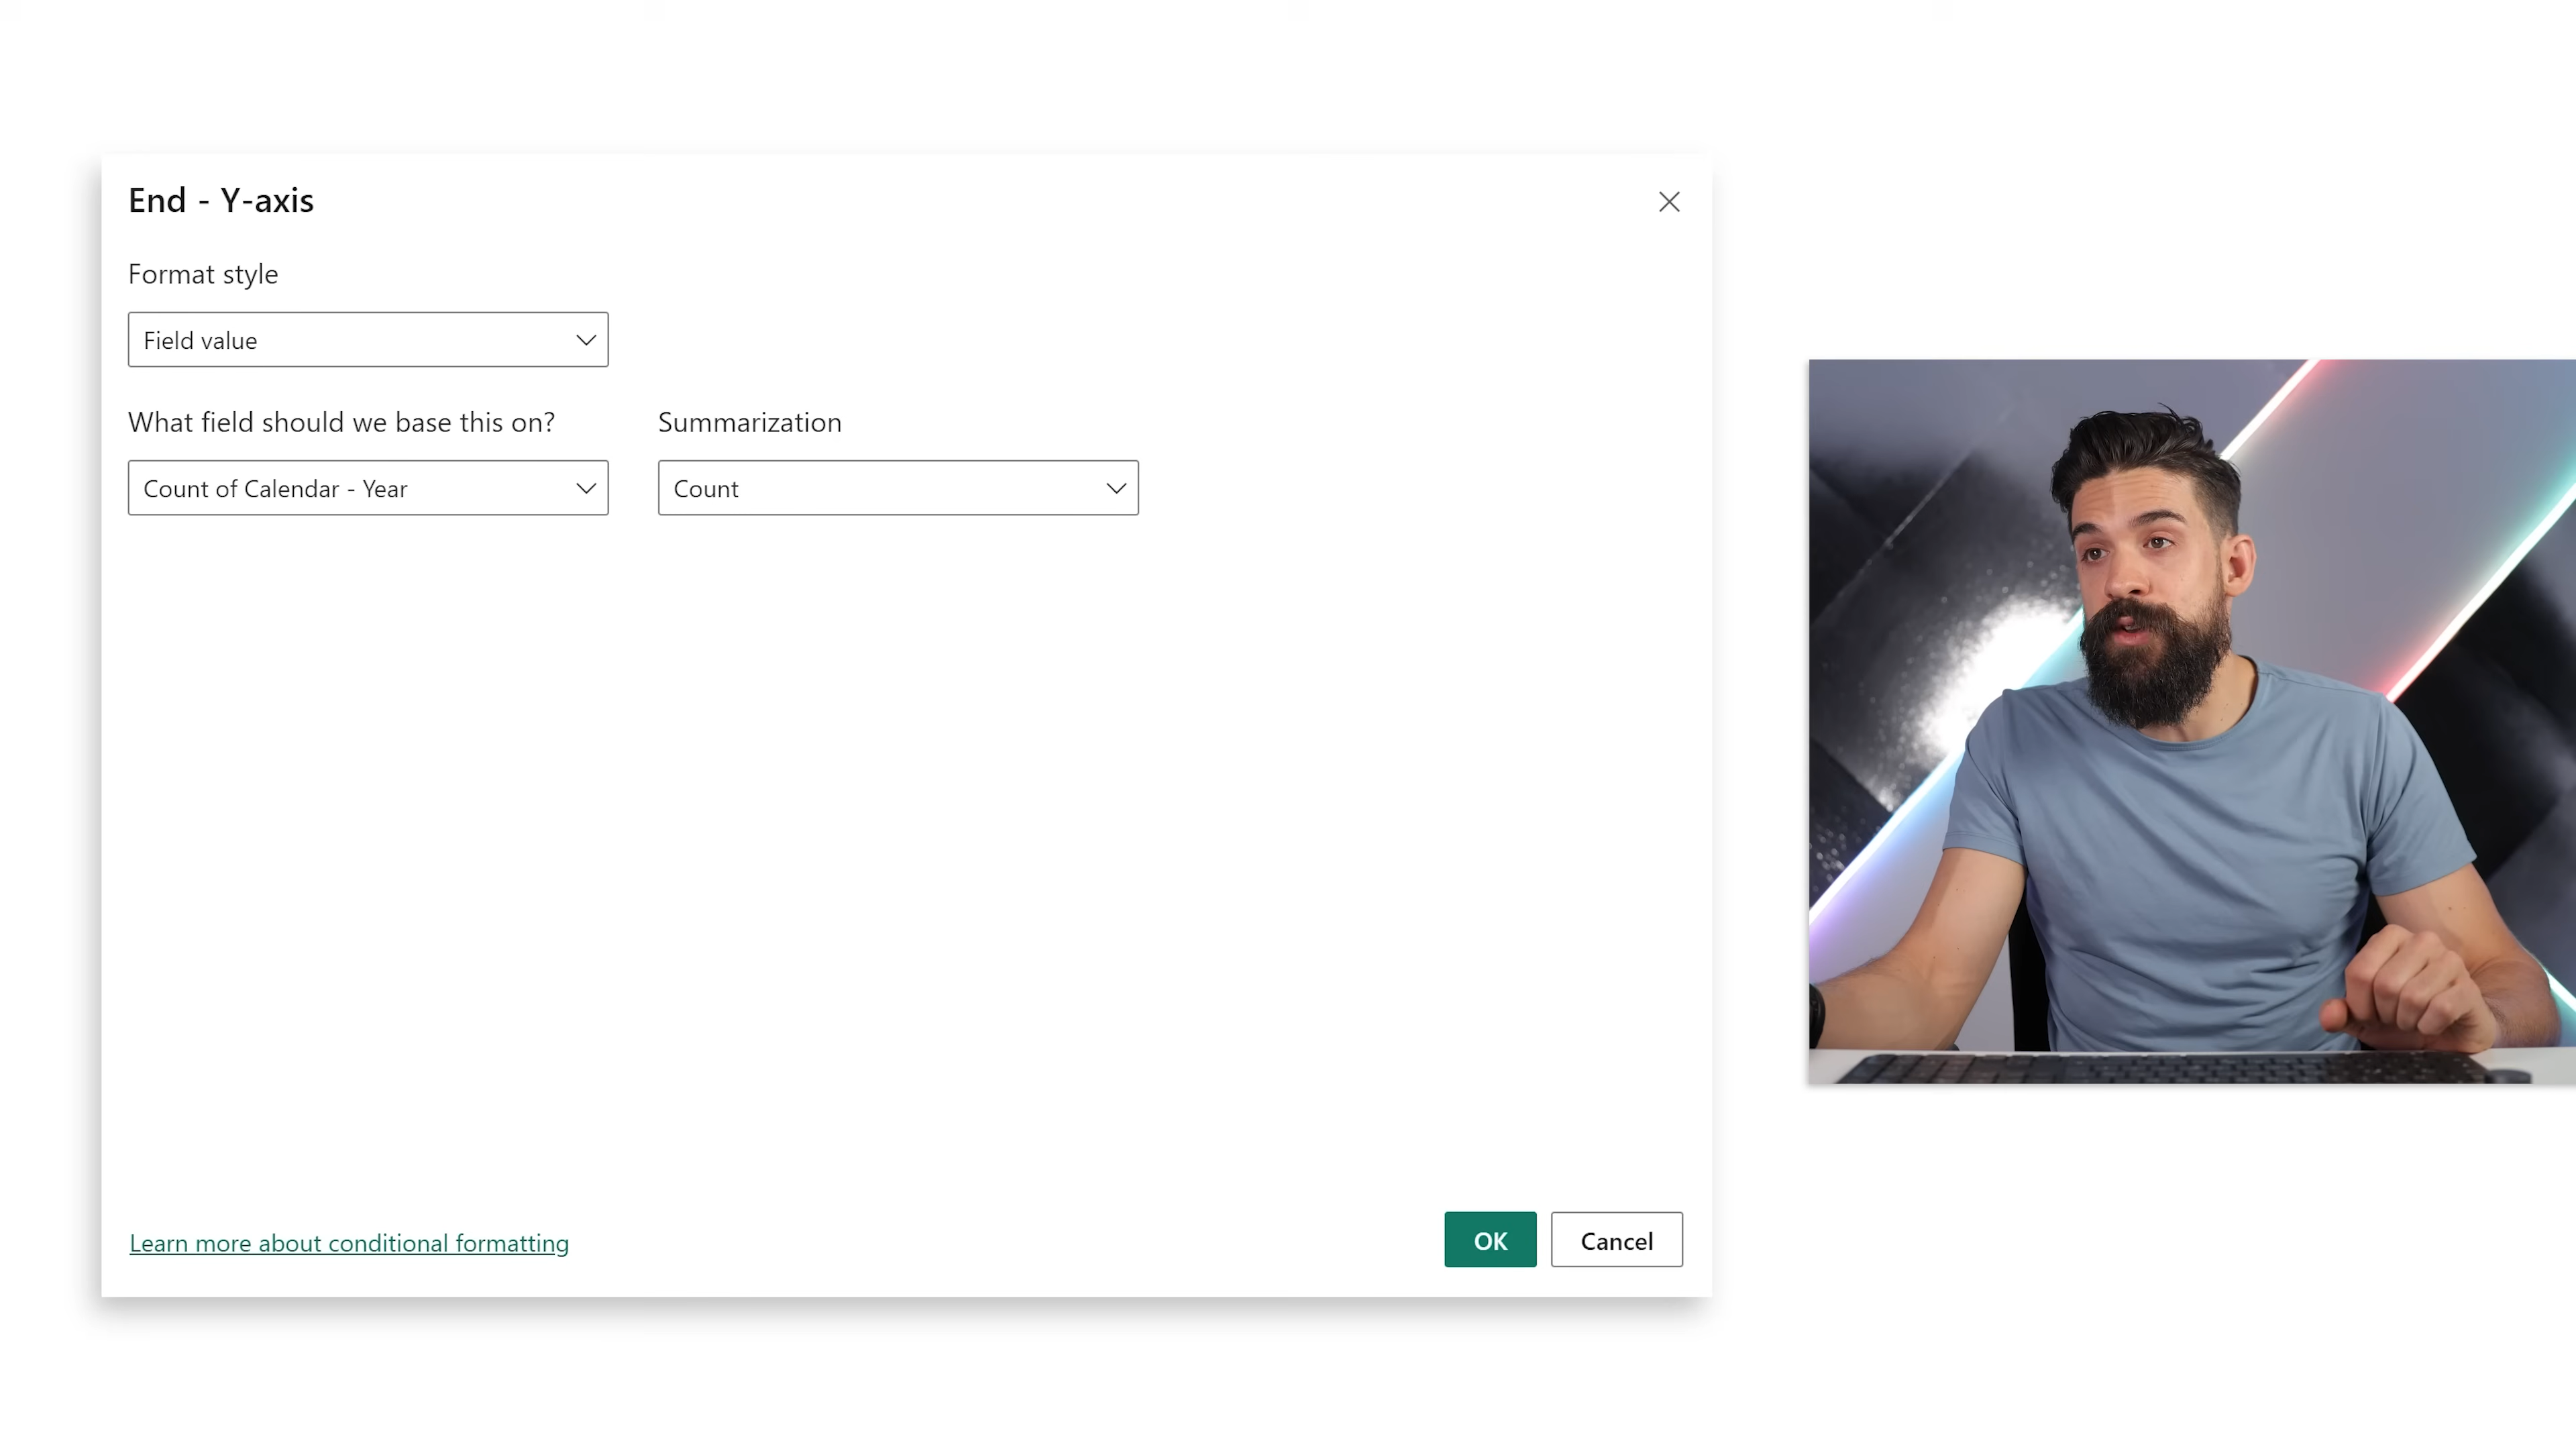 End - Y-axis
Format style
Field value
What field should we base this on?
Summarization
Count of Calendar - Year
Count
Learn more about conditional formatting
OK
Cancel